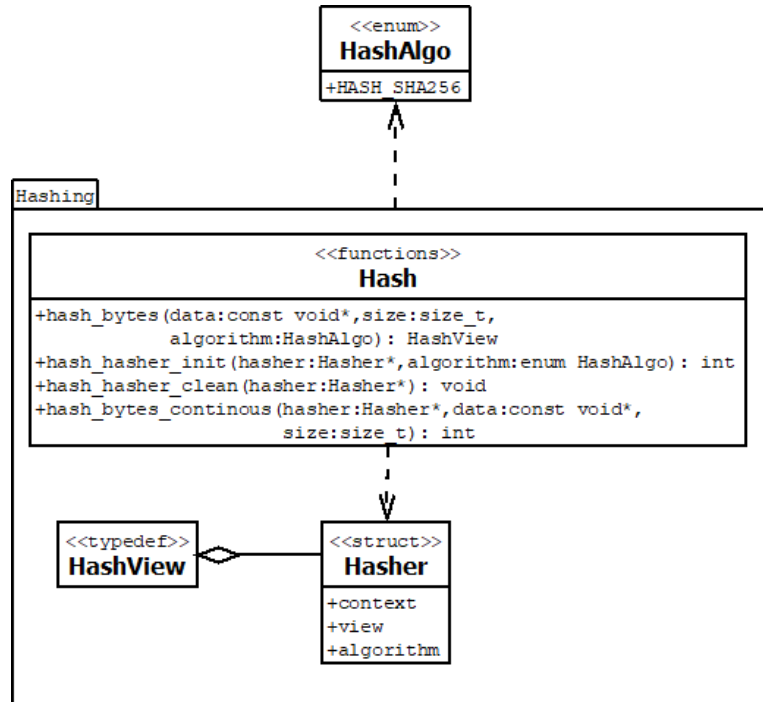 <<enum>>
HashAlgo
+HASH_SHA256
Hashing
<<functions>>
Hash
+hash_bytes(data:const void*,size:size_t,
algorithm:HashAlgo): HashView
+hash_hasher_init(hasher:Hasher*,algorithm:enum HashAlgo): int
+hash_hasher_clean(hasher:Hasher*): void
+hash_bytes_continous(hasher:Hasher*,data:const void*,
size:size_t): int
<<typedef>>
HashView
<<struct>>
Hasher
+context
+view
+algorithm